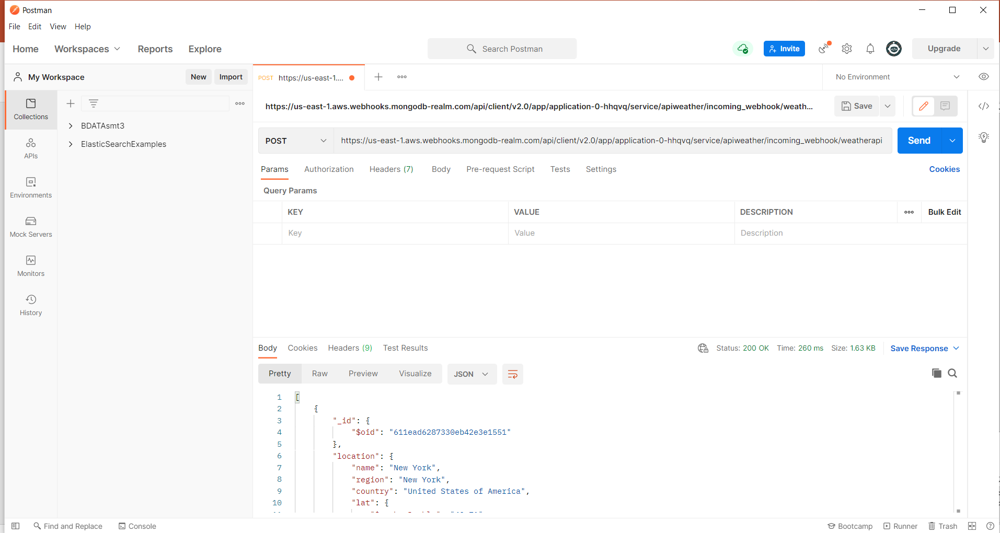 Postman
File Edit View Help
Home Workspaces Reports Explore Search Postman Invite Upgrade
My Workspace New Import POST https://us-east-1.... No Environment
https://us-east-1.aws.webhooks.mongodb-realm.com/api/client/v2.0/app/application-0-hhqvq/service/apiweather/incoming_webhook/weath... Save
Collections
BDATAsmt3
ElasticSearchExamples
APIs
Environments
Mock Servers
Monitors
History
POST https://us-east-1.aws.webhooks.mongodb-realm.com/api/client/v2.0/app/application-0-hhqvq/service/apiweather/incoming_webhook/weatherapi Send
Params Authorization Headers (7) Body Pre-request Script Tests Settings Cookies
Query Params
KEY VALUE DESCRIPTION Bulk Edit
Key Value Description
Body Cookies Headers (9) Test Results Status: 200 OK Time: 260 ms Size: 1.63 KB Save Response
Pretty Raw Preview Visualize JSON
1 [
2 {
3 "_id": {
4 "$oid": "611ead6287330eb42e3e1551"
5 },
6 "location": {
7 "name": "New York",
8 "region": "New York",
9 "country": "United States of America",
10 "lat": {
Find and Replace Console Bootcamp Runner Trash